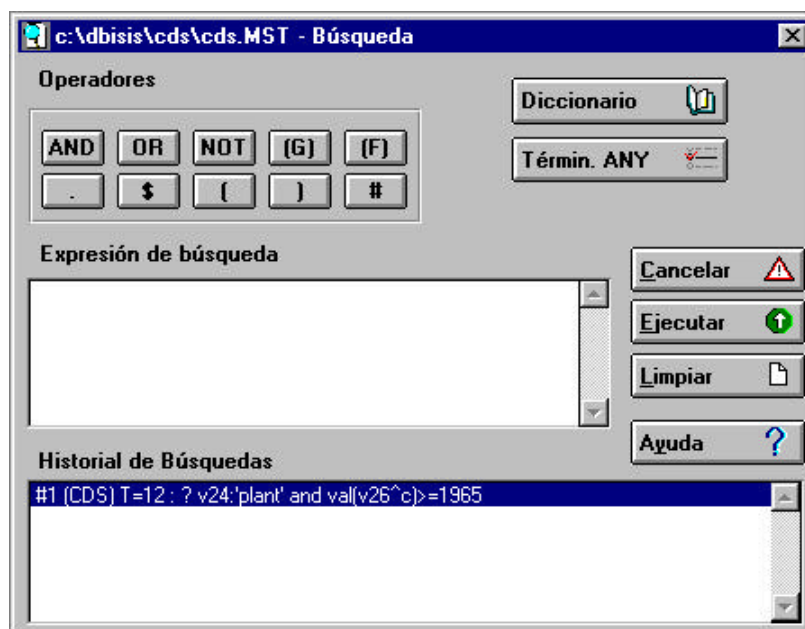 c:\dbisis\cds\cds.MST - Búsqueda
Operadores
AND OR NOT (G) (F)
. $ ( ) #
Diccionario
Términ. ANY
Expresión de búsqueda
Cancelar
Ejecutar
Limpiar
Ayuda ?
Historial de Búsquedas
#1 (CDS) T=12 : ? v24:'plant' and val(v26^c)>=1965